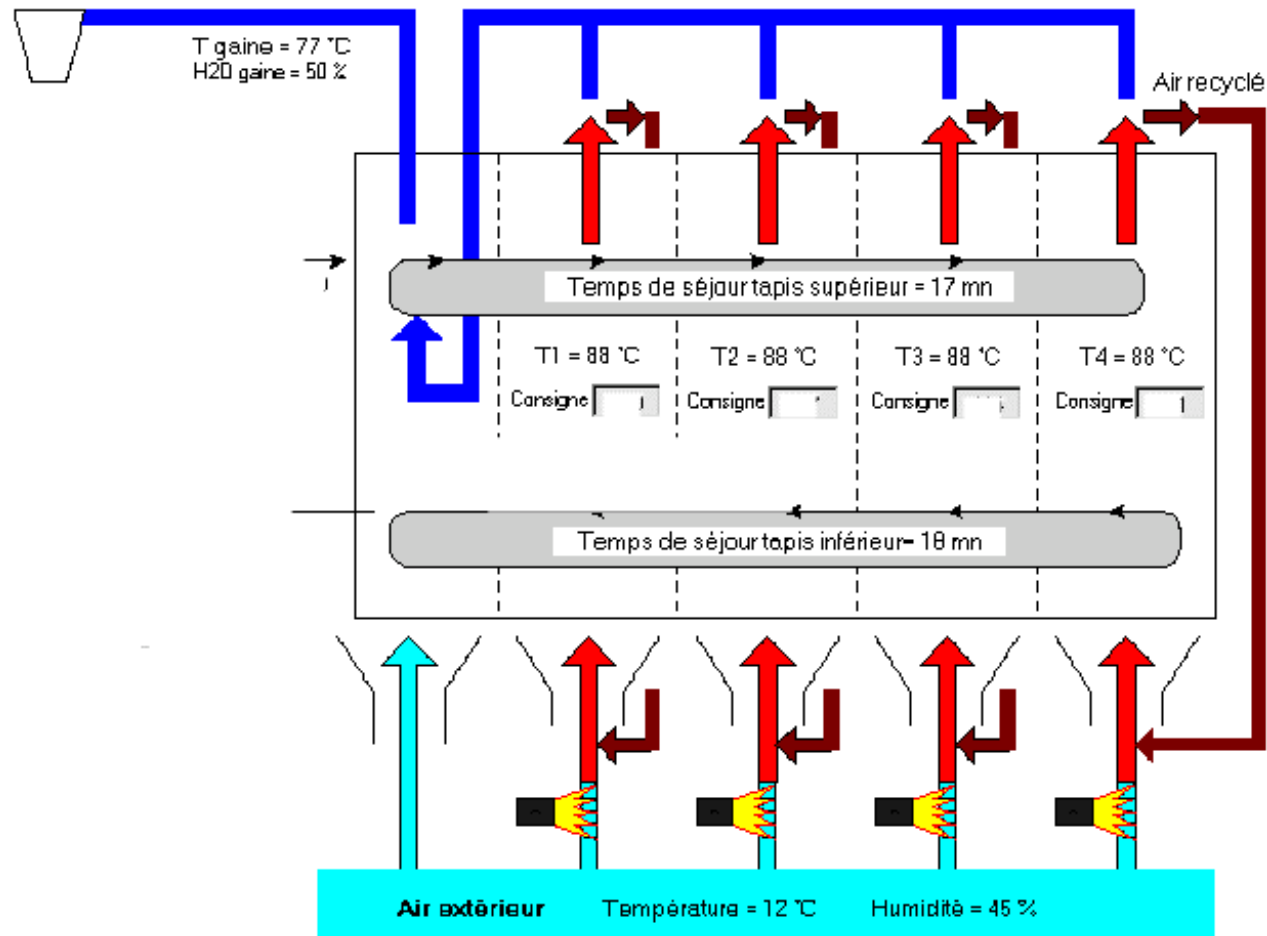 T gaine = 77 °C
H2O gaine = 50 %
Air recyclé
Temps de séjour tapis supérieur = 17 mn
T1 = 88 °C
T2 = 88 °C
T3 = 88 °C
T4 = 88 °C
Consigne
Consigne
Consigne
Consigne
Temps de séjour tapis inférieur= 18 mn
Air extérieur Température = 12 °C Humidité = 45 %